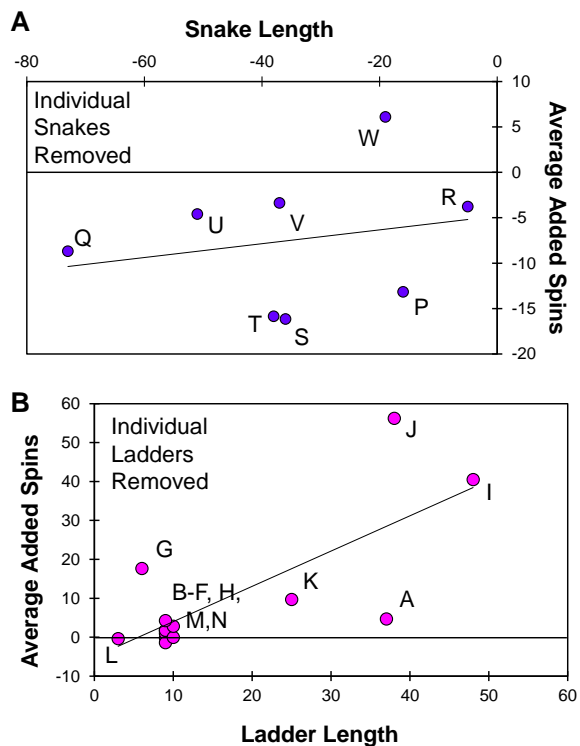 A
Snake Length
-80 -60 -40 -20 0
Individual
Snakes
Removed
10
5
0
-5
-10
-15
-20
Average Added Spins
W
R
V
U
Q
P
T
S
B
60
50
40
30
20
10
0
-10
Average Added Spins
Individual
Ladders
Removed
J
I
G
K
B-F, H,
M,N
A
L
0 10 20 30 40 50 60
Ladder Length